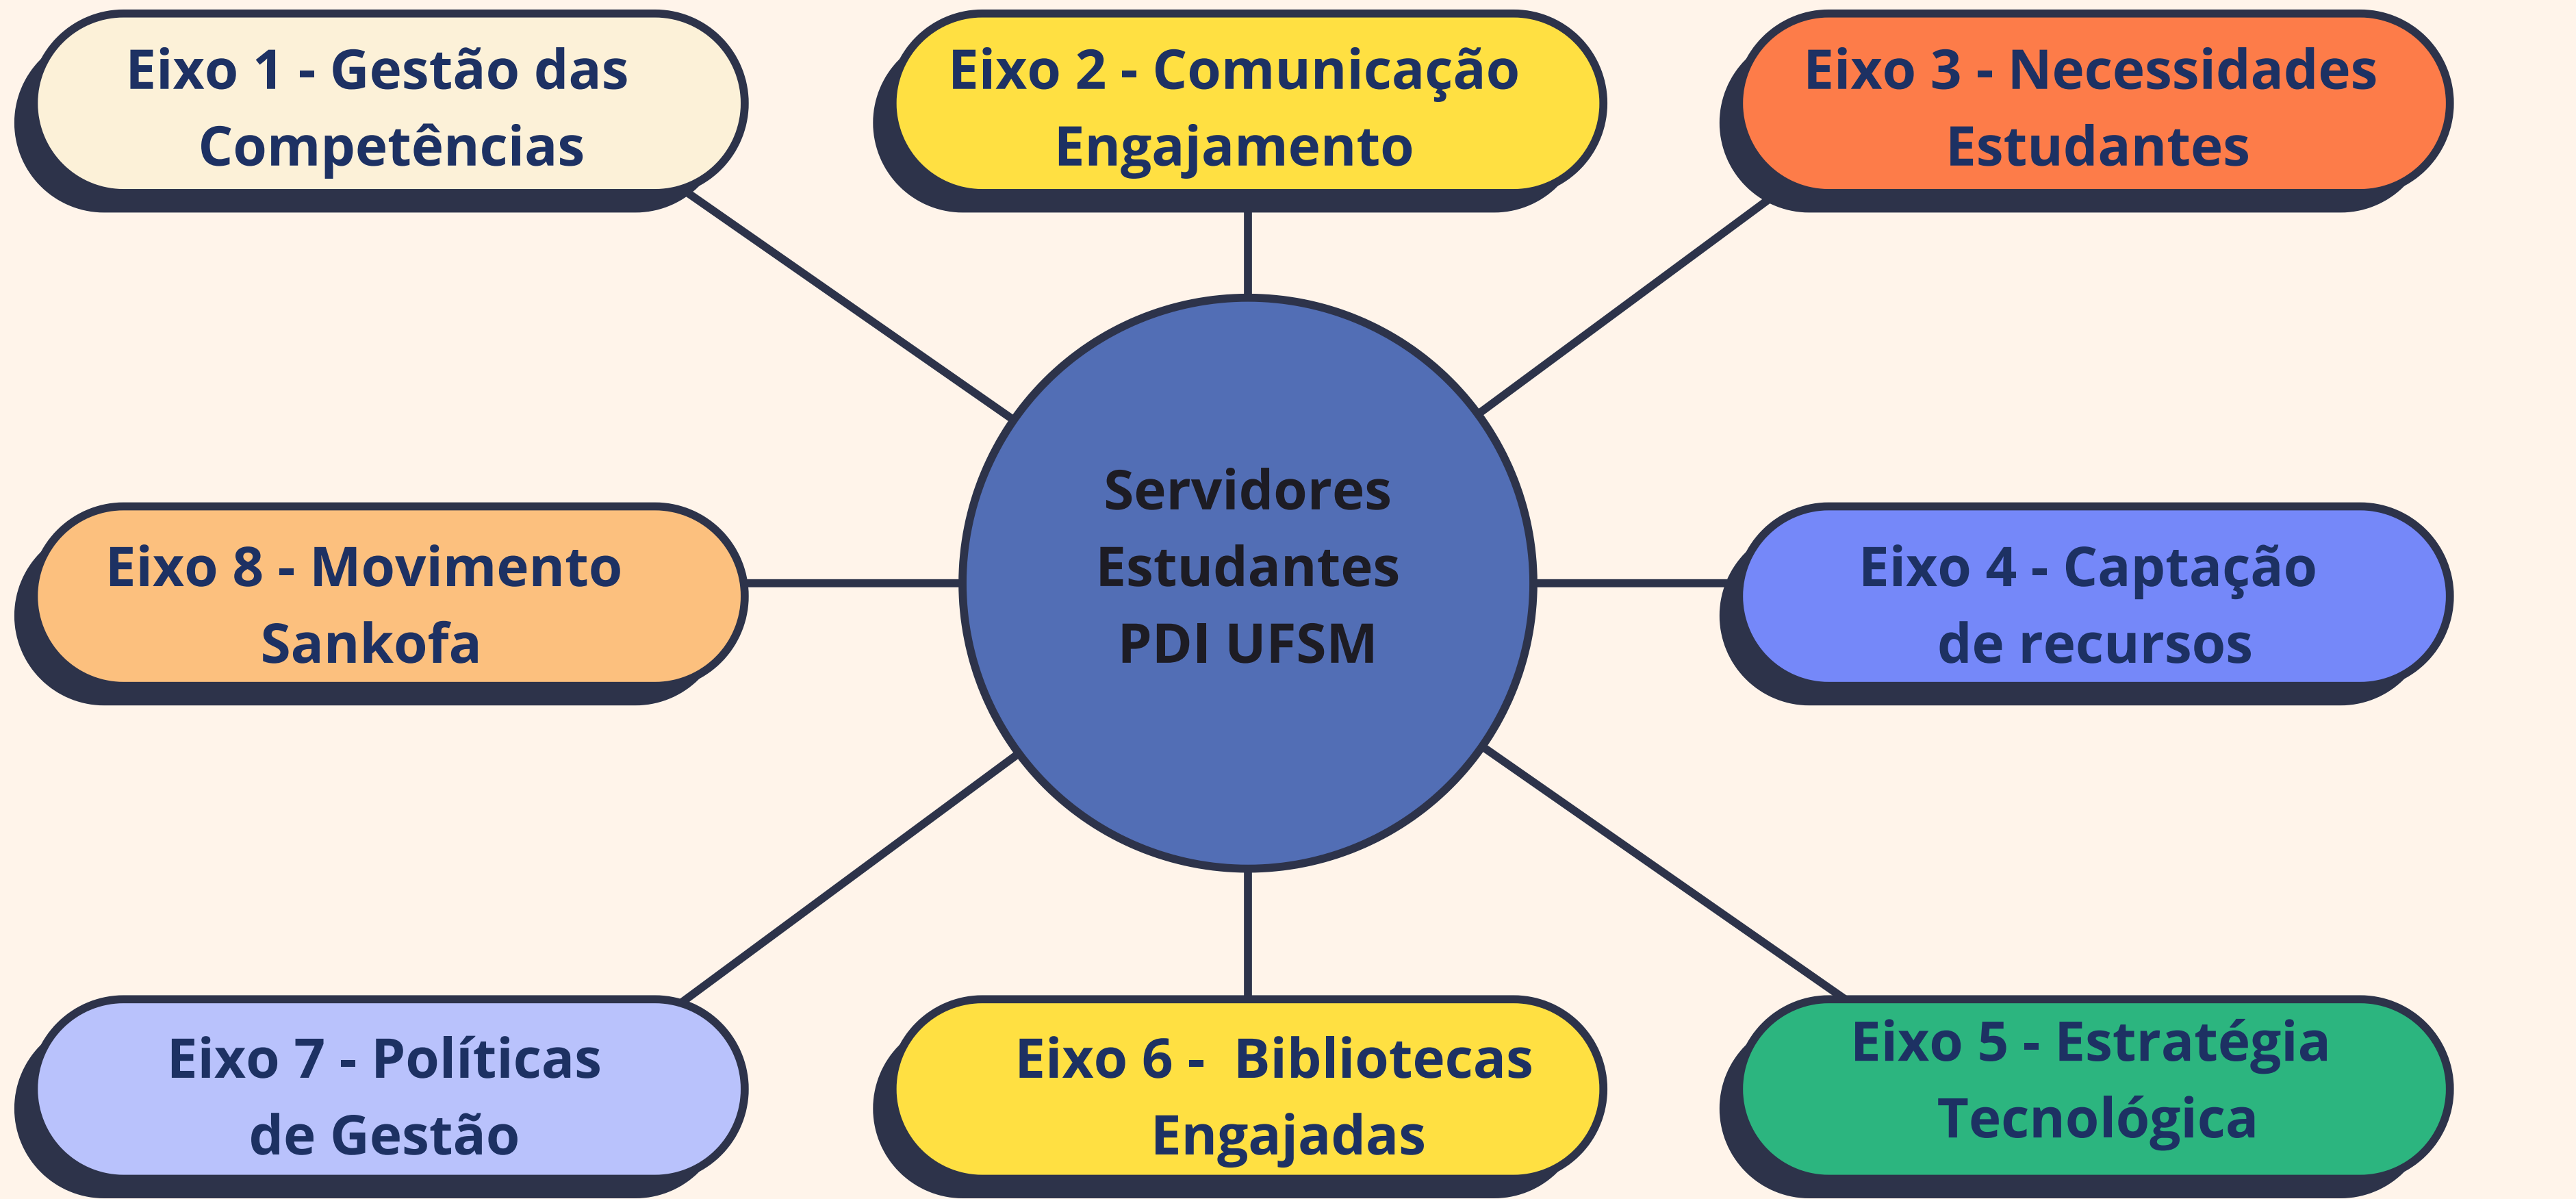 Eixo 1 - Gestão das
Competências
Eixo 2 - Comunicação
Engajamento
Eixo 3 - Necessidades
Estudantes
Servidores
Estudantes
PDI UFSM
Eixo 8 - Movimento
Sankofa
Eixo 4 - Captação
de recursos
Eixo 7 - Políticas
de Gestão
Eixo 6 -  Bibliotecas
Engajadas
Eixo 5 - Estratégia
Tecnológica